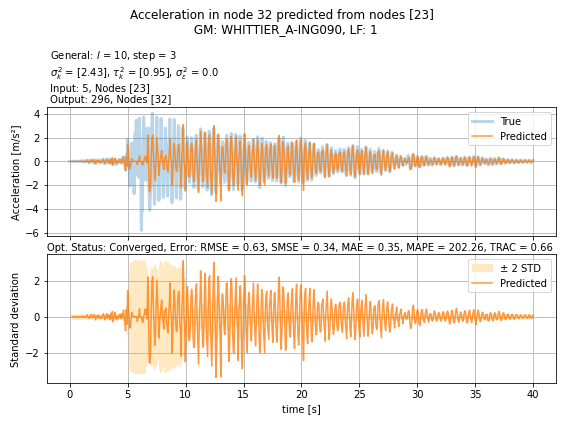 Acceleration in node 32 predicted from nodes [23]
GM: WHITTIER_A-ING090, LF: 1
General: l = 10, step = 3
σ²ₖ = [2.43], τ²ₖ = [0.95], σ²ᵣ = 0.0
Input: 5, Nodes [23]
Output: 296, Nodes [32]
Acceleration [m/s²]
4
2
0
−2
−4
−6
True
Predicted
Opt. Status: Converged, Error: RMSE = 0.63, SMSE = 0.34, MAE = 0.35, MAPE = 202.26, TRAC = 0.66
Standard deviation
2
0
−2
± 2 STD
Predicted
0 5 10 15 20 25 30 35 40
time [s]